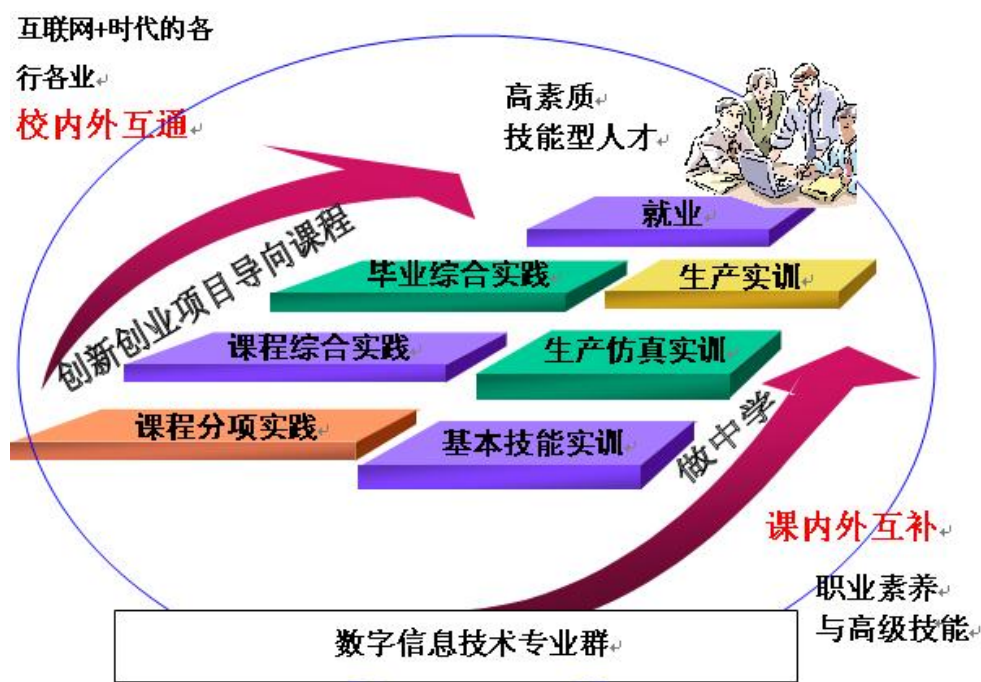 互联网+时代的各
行各业
校内外互通
高素质
技能型人才
就业
创新创业项目导向课程
毕业综合实践
生产实训
课程综合实践
生产仿真实训
课程分项实践
基本技能实训
做中学
课内外互补
职业素养
与高级技能
数字信息技术专业群